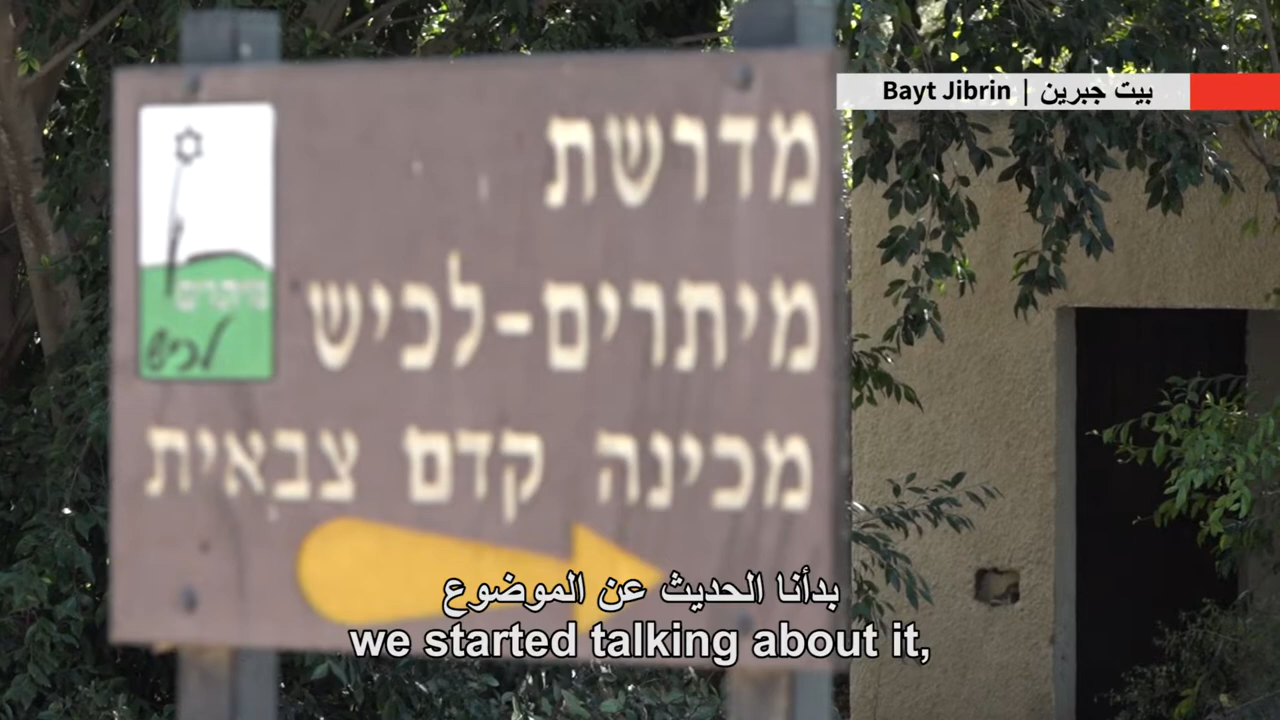 Bayt Jibrin | بيت جبرين
מדרשת
מיתרים-לכיש
מכינה קדם צבאית
לכיש
بدأنا الحديث عن الموضوع
we started talking about it,